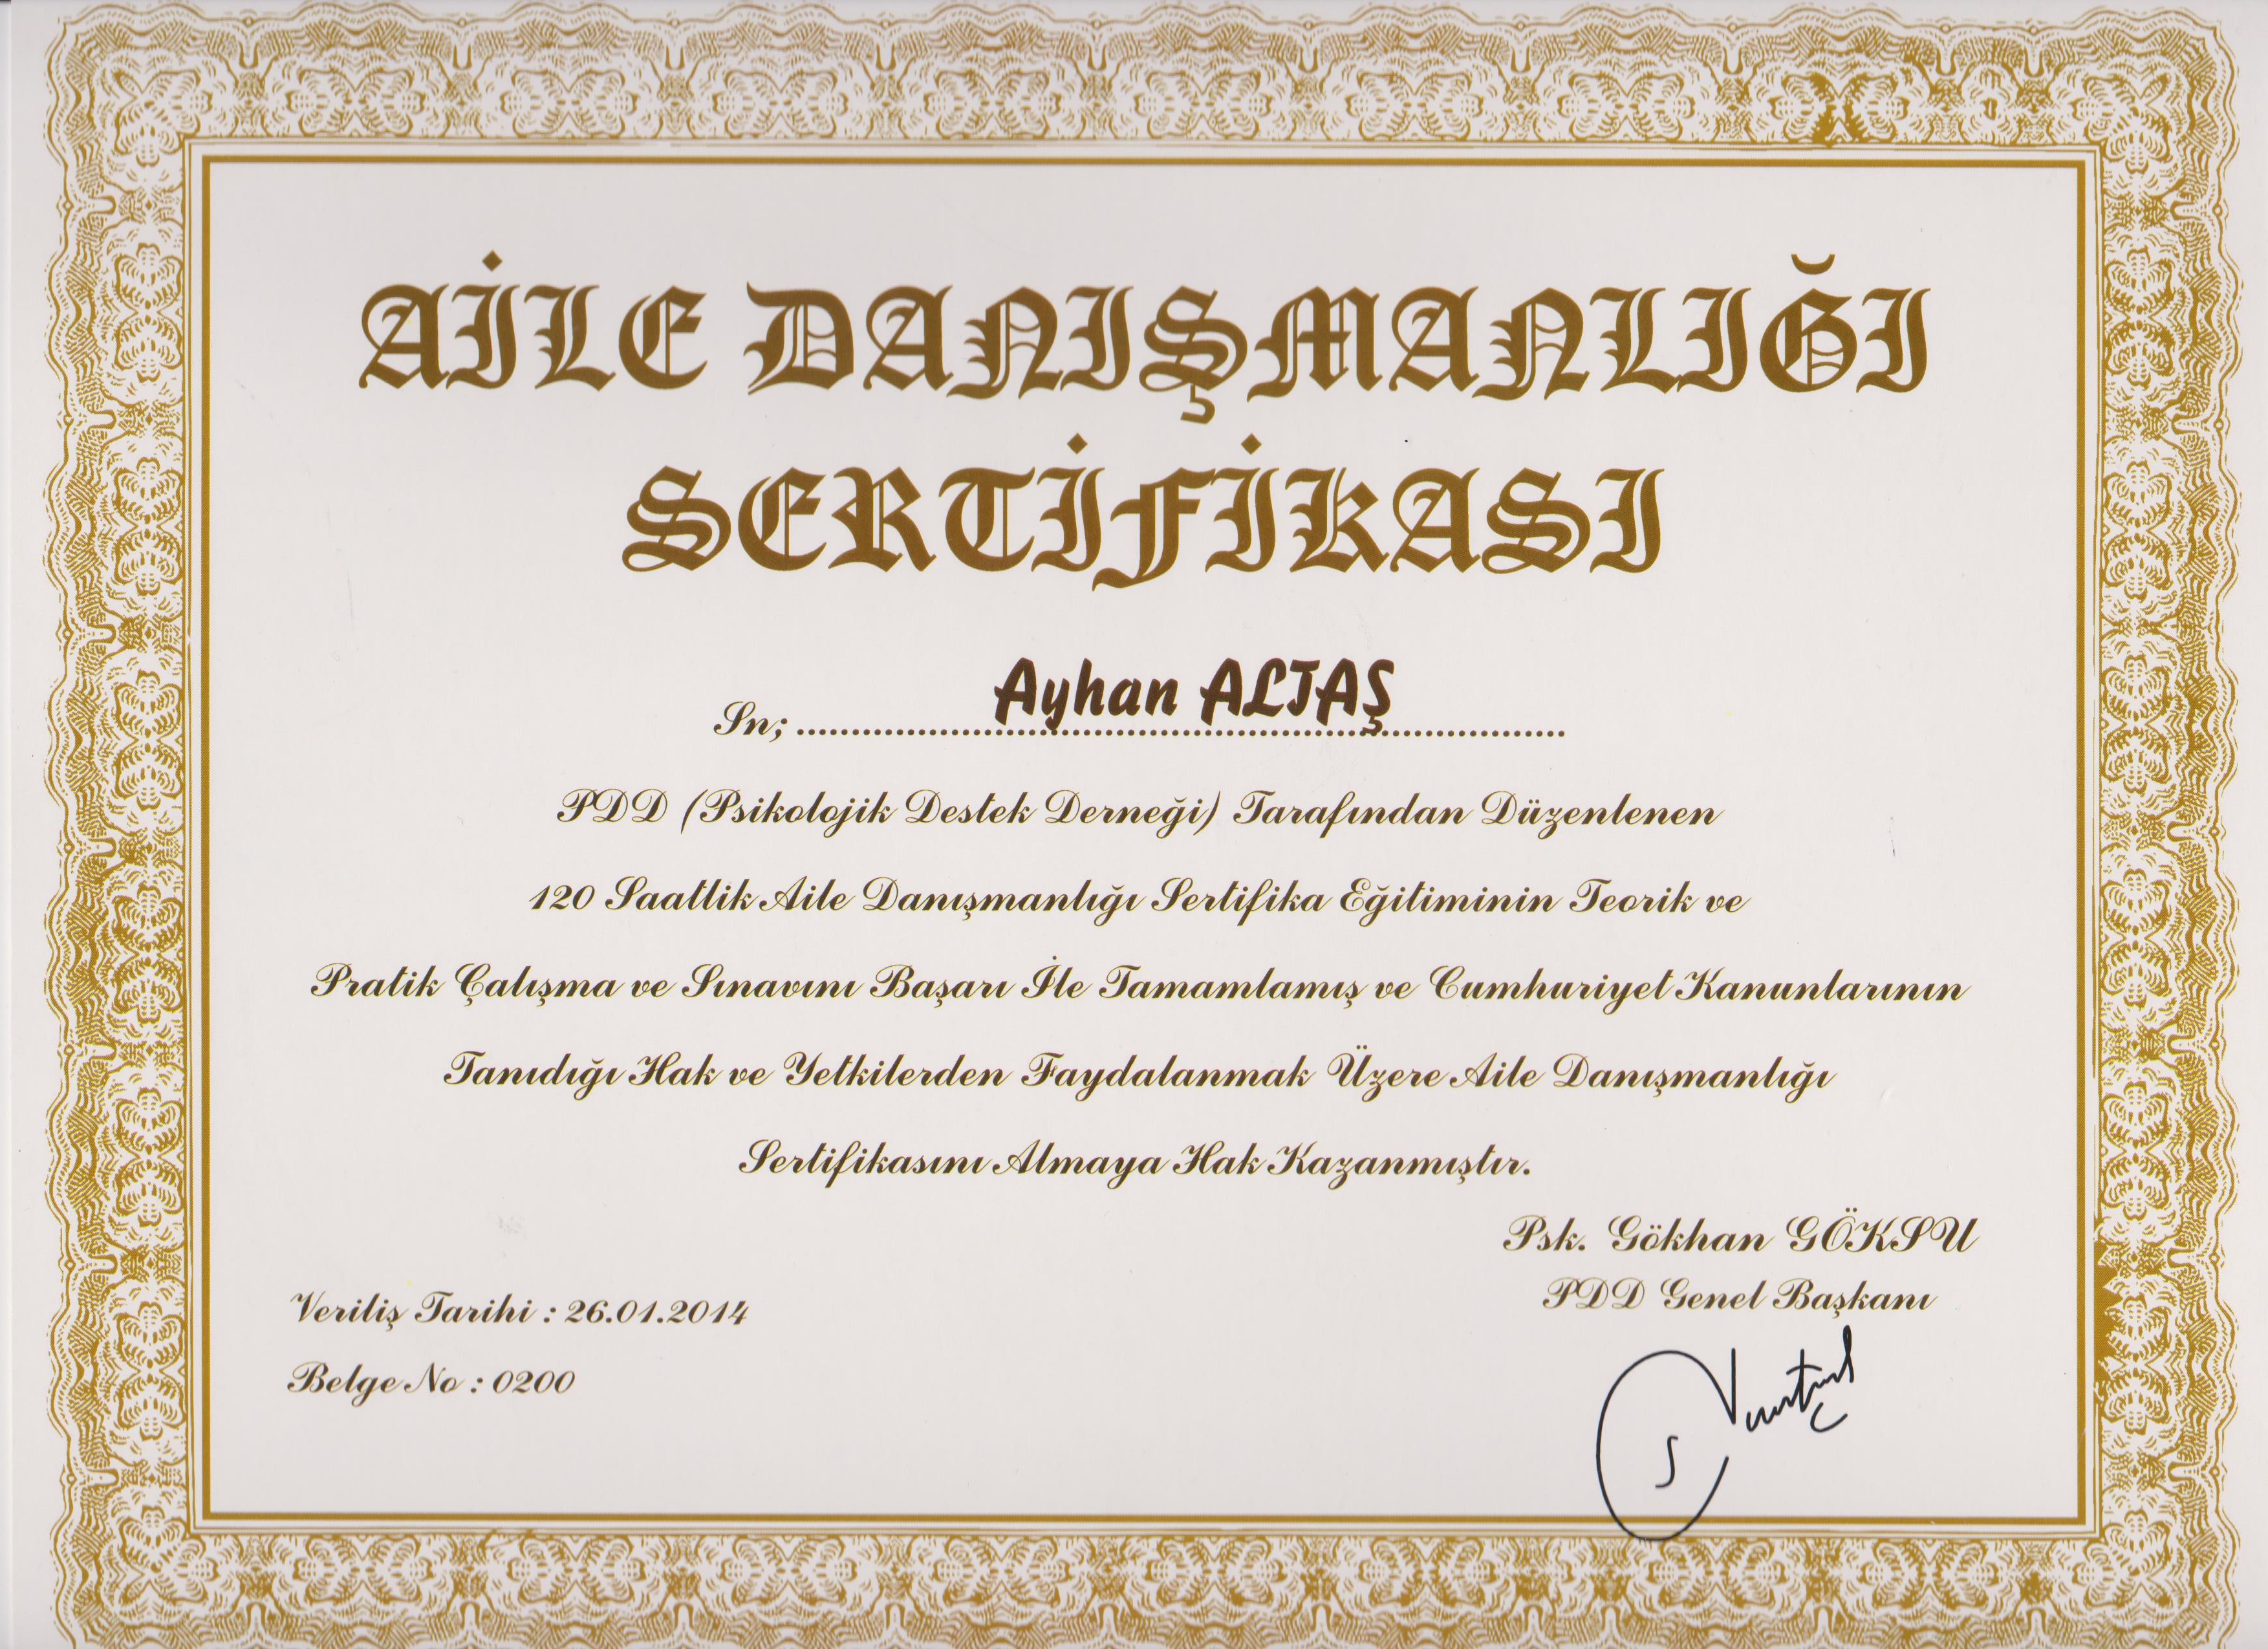 AİLE DANIŞMANLIĞI
SERTİFİKASI
Sn; Ayhan ALTAŞ
PDD (Psikolojik Destek Derneği) Tarafından Düzenlenen
120 Saatlik Aile Danışmanlığı Sertifika Eğitiminin Teorik ve
Pratik Çalışma ve Sınavını Başarı İle Tamamlamış ve Cumhuriyet Kanunlarının
Tanıdığı Hak ve Yetkilerden Faydalanmak Üzere Aile Danışmanlığı
Sertifikasını Almaya Hak Kazanmıştır.
Psk. Gökhan GÖKSU
PDD Genel Başkanı
Veriliş Tarihi : 26.01.2014
Belge No : 0200